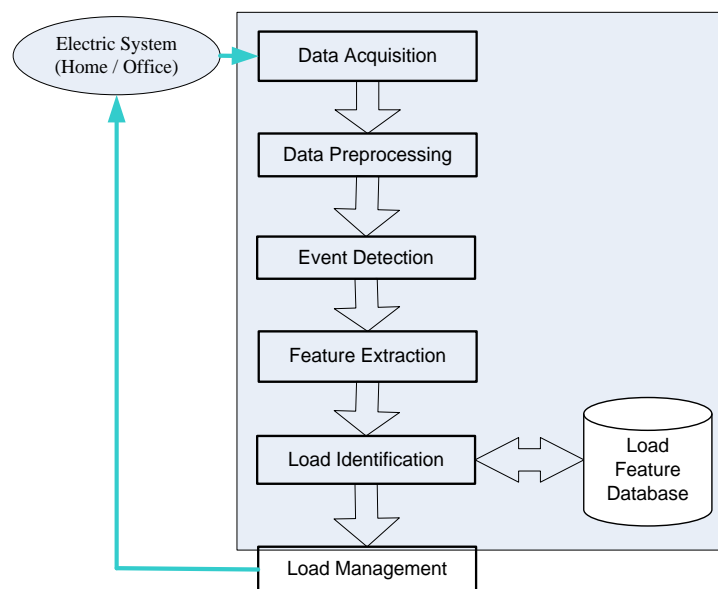 Electric System
(Home / Office)
Data Acquisition
Data Preprocessing
Event Detection
Feature Extraction
Load Identification
Load
Feature
Database
Load Management